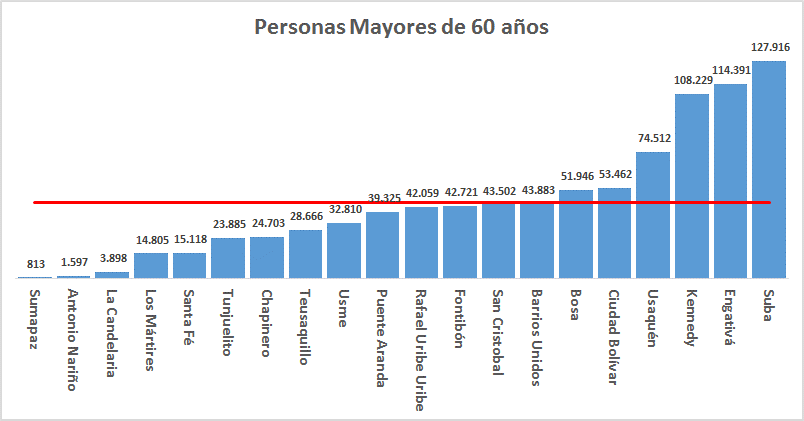 Personas Mayores de 60 años
127.916
114.391
108.229
74.512
53.462
51.946
43.883
43.502
42.721
42.059
39.325
32.810
28.666
24.703
23.885
15.118
14.805
3.898
1.597
813
Sumapaz
Antonio Nariño
La Candelaria
Los Mártires
Santa Fé
Tunjuelito
Chapinero
Teusaquillo
Usme
Puente Aranda
Rafael Uribe Uribe
Fontibón
San Cristobal
Barrios Unidos
Bosa
Ciudad Bolívar
Usaquén
Kennedy
Engativá
Suba